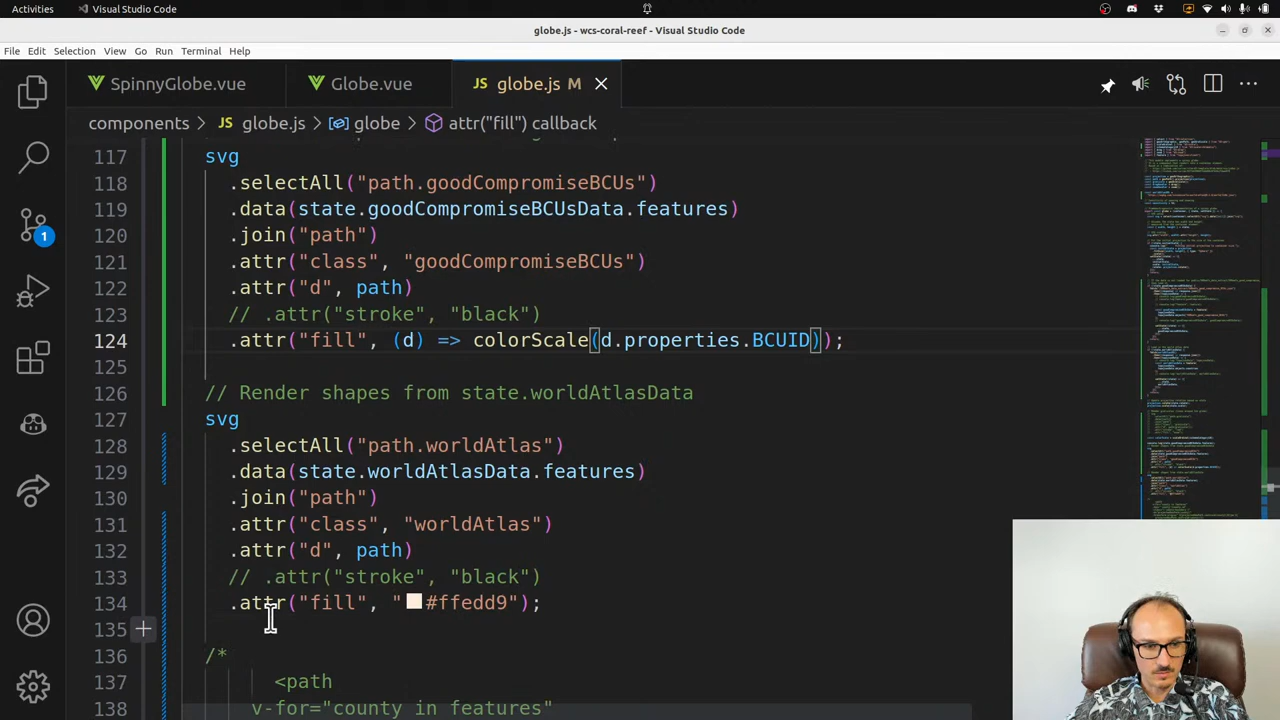 Activities Visual Studio Code
globe.js - wcs-coral-reef - Visual Studio Code
File Edit Selection View Go Run Terminal Help
SpinnyGlobe.vue Globe.vue JS globe.js M
components > JS globe.js > globe > attr("fill") callback
117 svg
118 .selectAll("path.goodCompromiseBCUs")
119 .data(state.goodCompromiseBCUsData.features)
120 .join("path")
121 .attr("class", "goodCompromiseBCUs")
122 .attr("d", path)
123 // .attr("stroke", "black")
124 .attr("fill", (d) => colorScale(d.properties.BCUID));
125
126 // Render shapes from state.worldAtlasData
127 svg
128 .selectAll("path.worldAtlas")
129 .data(state.worldAtlasData.features)
130 .join("path")
131 .attr("class", "worldAtlas")
132 .attr("d", path)
133 // .attr("stroke", "black")
134 .attr("fill", "#ffedd9");
135
136 /*
137 <path
138 v-for="county in features"
1